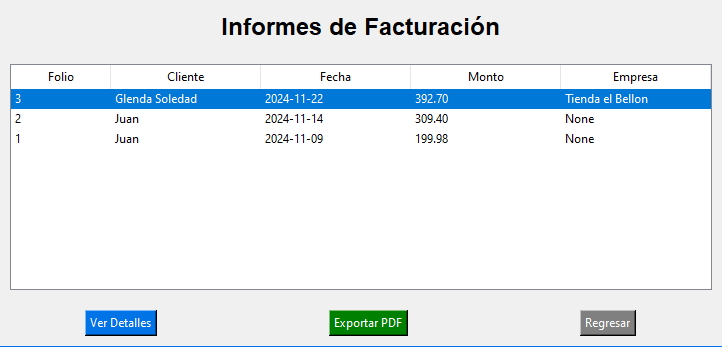 Informes de Facturación
Folio Cliente Fecha Monto Empresa
3 Glenda Soledad 2024-11-22 392.70 Tienda el Bellon
2 Juan 2024-11-14 309.40 None
1 Juan 2024-11-09 199.98 None
Ver Detalles Exportar PDF Regresar